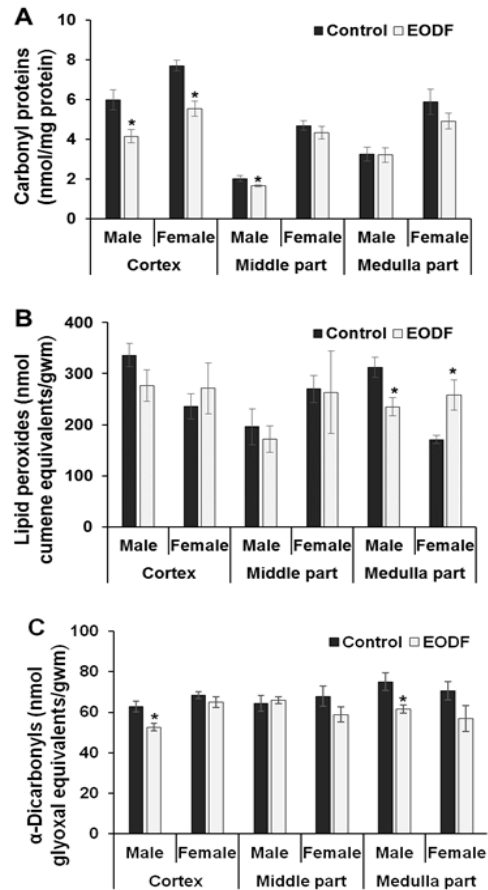 A
Control EODF
Carbonyl proteins
(nmol/mg protein)
10
8
6
4
2
0
* * *
Male Female Male Female Male Female
Cortex Middle part Medulla part
B
Control EODF
Lipid peroxides (nmol
cumene equivalents/gwm)
400
300
200
100
0
* *
Male Female Male Female Male Female
Cortex Middle part Medulla part
C
Control EODF
α-Dicarbonyls (nmol
glyoxal equivalents/gwm)
100
80
60
40
20
0
* *
Male Female Male Female Male Female
Cortex Middle part Medulla part